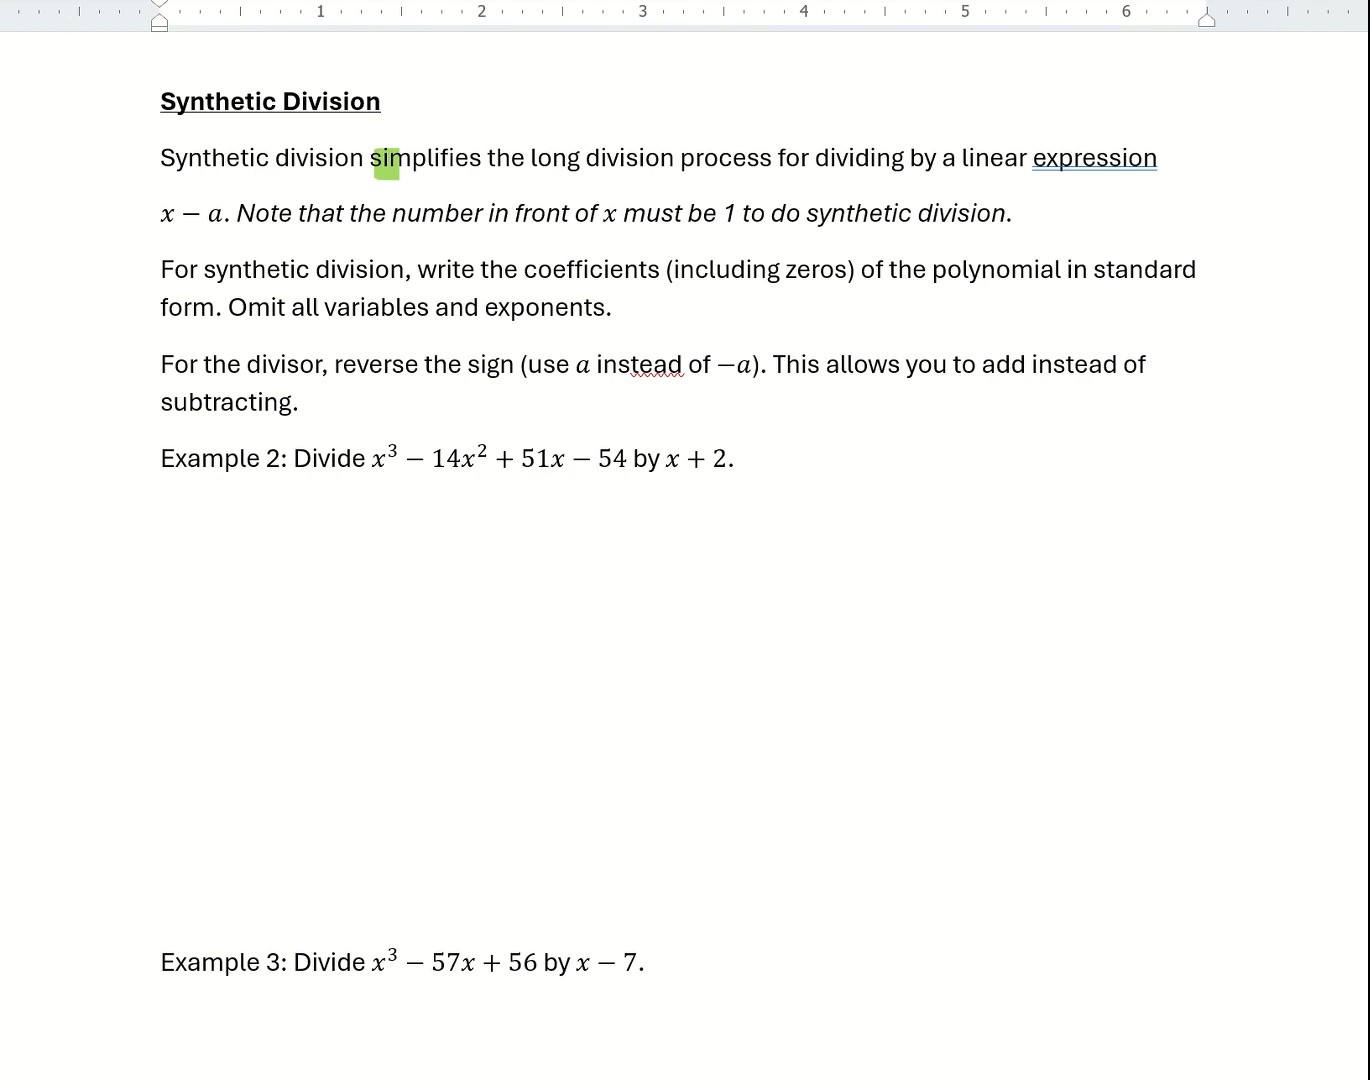 1 2 3 4 5 6
Synthetic Division
Synthetic division simplifies the long division process for dividing by a linear expression
x − a. Note that the number in front of x must be 1 to do synthetic division.
For synthetic division, write the coefficients (including zeros) of the polynomial in standard
form. Omit all variables and exponents.
For the divisor, reverse the sign (use a instead of −a). This allows you to add instead of
subtracting.
Example 2: Divide x³ − 14x² + 51x − 54 by x + 2.
Example 3: Divide x³ − 57x + 56 by x − 7.